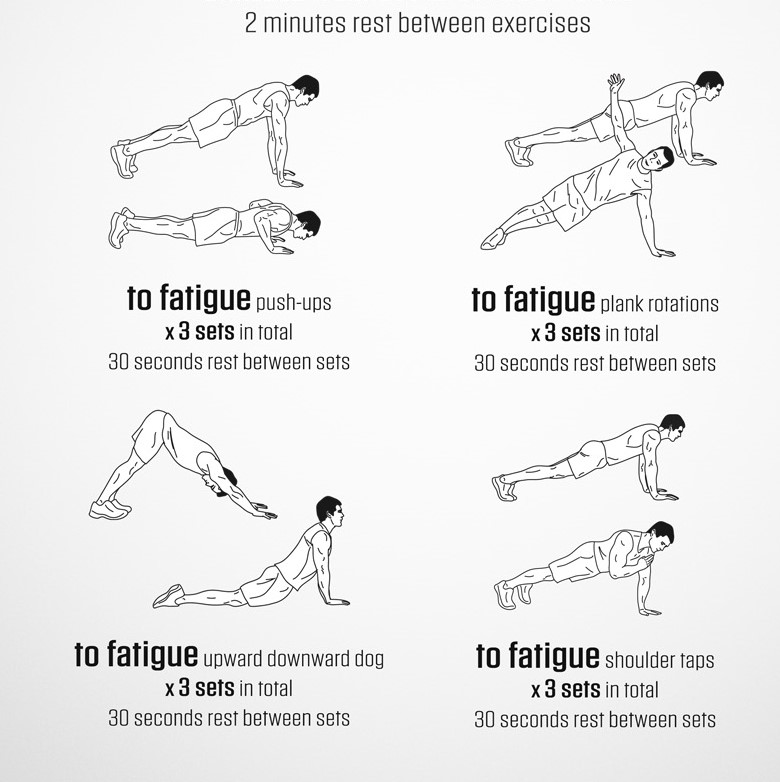 2 minutes rest between exercises
to fatigue push-ups
x 3 sets in total
30 seconds rest between sets
to fatigue plank rotations
x 3 sets in total
30 seconds rest between sets
to fatigue upward downward dog
x 3 sets in total
30 seconds rest between sets
to fatigue shoulder taps
x 3 sets in total
30 seconds rest between sets